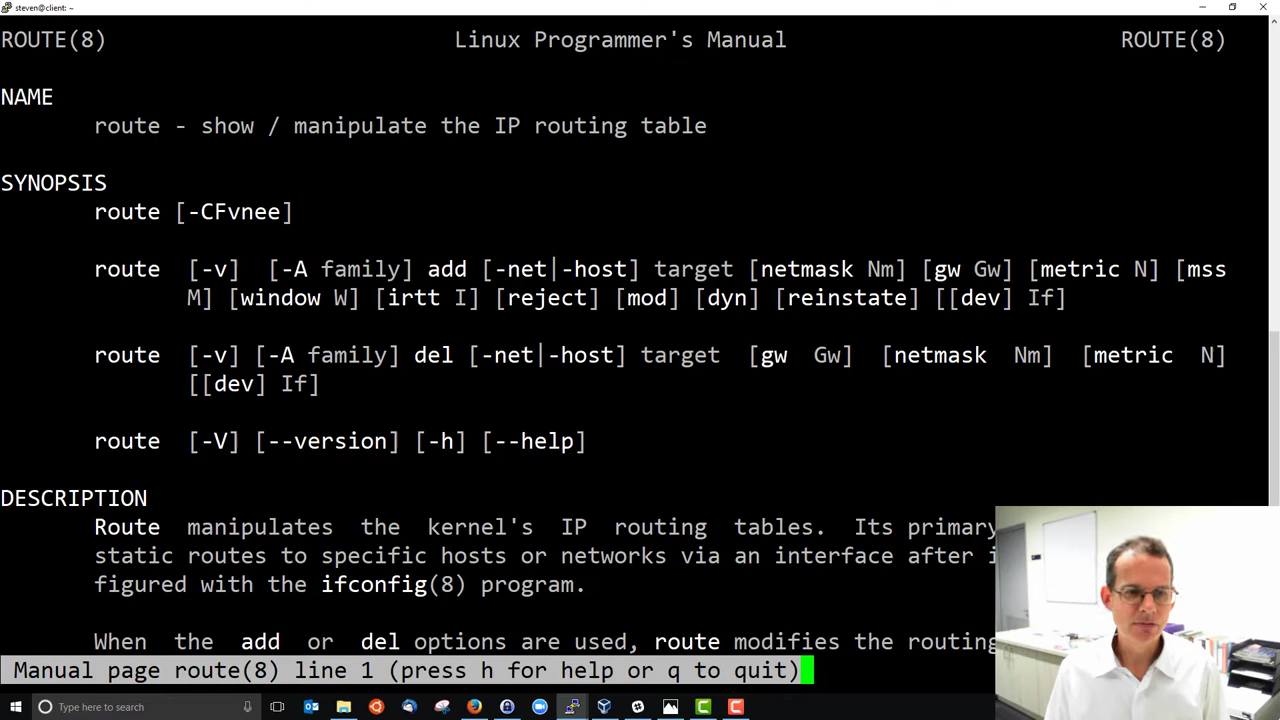 steven@client: ~
ROUTE(8) Linux Programmer's Manual ROUTE(8)
NAME
route - show / manipulate the IP routing table
SYNOPSIS
route [-CFvnee]
route [-v] [-A family] add [-net|-host] target [netmask Nm] [gw Gw] [metric N] [mss
M] [window W] [irtt I] [reject] [mod] [dyn] [reinstate] [[dev] If]
route [-v] [-A family] del [-net|-host] target [gw Gw] [netmask Nm] [metric N]
[[dev] If]
route [-V] [--version] [-h] [--help]
DESCRIPTION
Route manipulates the kernel's IP routing tables. Its primary
static routes to specific hosts or networks via an interface after i
figured with the ifconfig(8) program.
When the add or del options are used, route modifies the routing
Manual page route(8) line 1 (press h for help or q to quit)
Type here to search